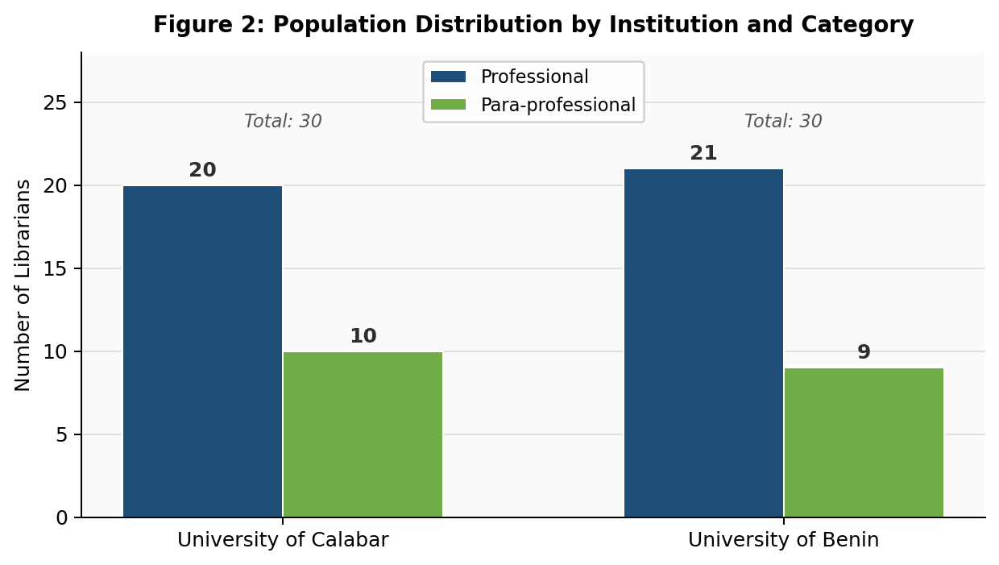 Figure 2: Population Distribution by Institution and Category
Professional
Para-professional
Total: 30
Total: 30
20
10
21
9
Number of Librarians
25
20
15
10
5
0
University of Calabar
University of Benin